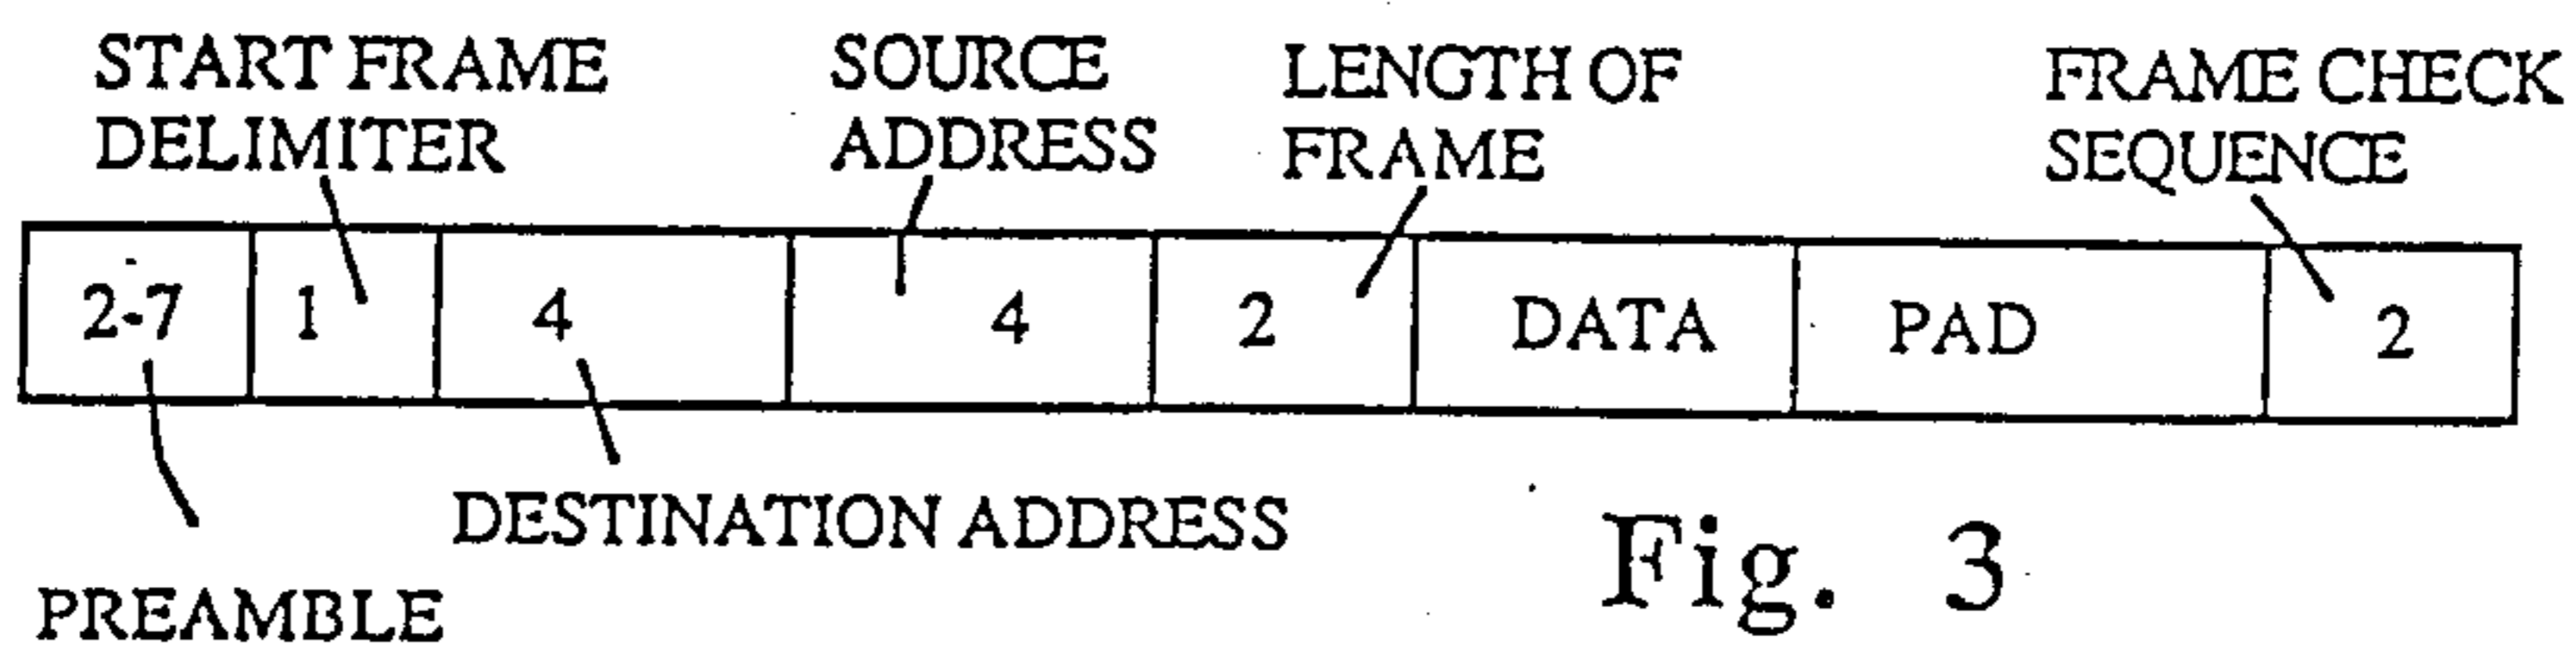 START FRAME
DELIMITER
SOURCE
ADDRESS
LENGTH OF
FRAME
FRAME CHECK
SEQUENCE
2-7 1 4 4 2 DATA PAD 2
DESTINATION ADDRESS
PREAMBLE
Fig. 3